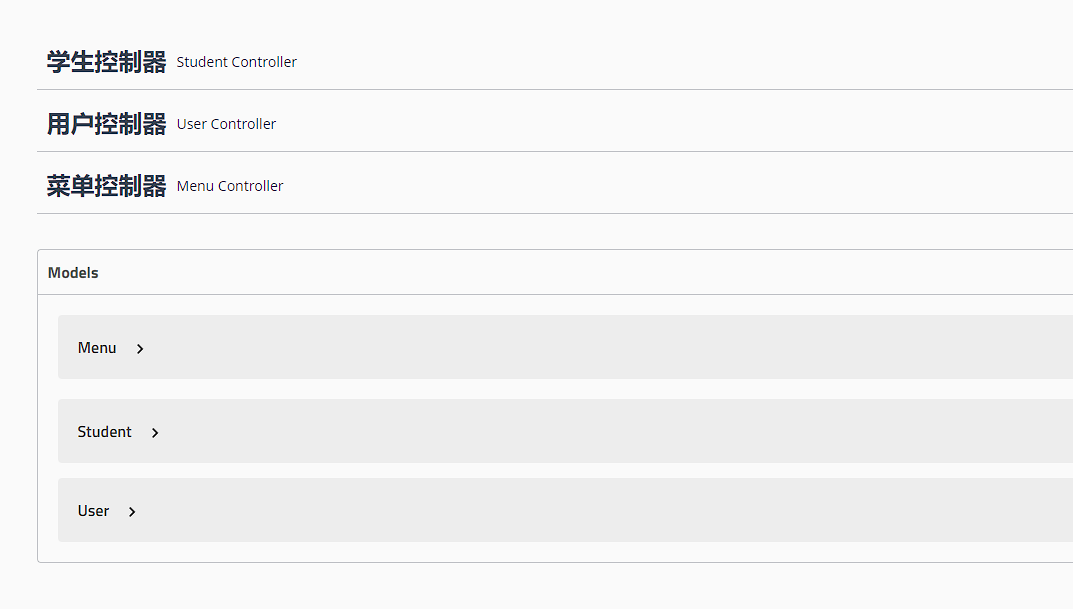 学生控制器 Student Controller
用户控制器 User Controller
菜单控制器 Menu Controller
Models
Menu
Student
User